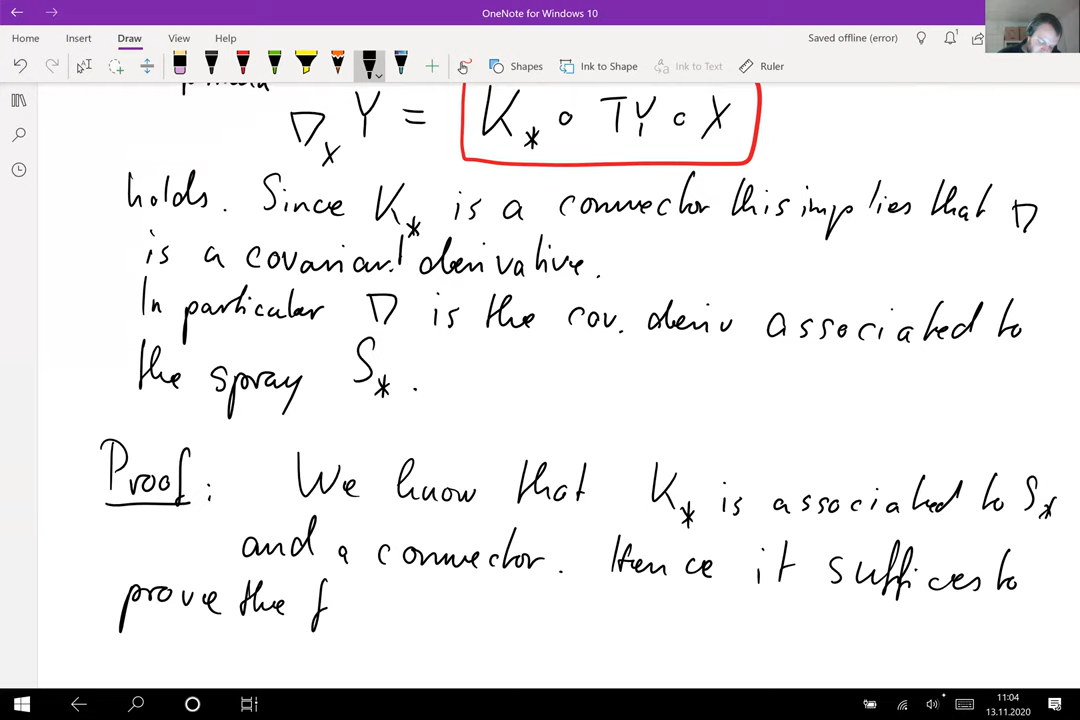 OneNote for Windows 10
Home Insert Draw View Help Saved offline (error)
Shapes Ink to Shape Ink to Text Ruler
∇_X Y = K_* ∘ TY ∘ X
holds. Since K_* is a connector this implies that ∇
is a covariant derivative.
In particular ∇ is the cov. deriv associated to
the spray S_*.
Proof: We know that K_* is associated to S_*
and a connector. Hence it suffices to
prove the f
11:04
13.11.2020